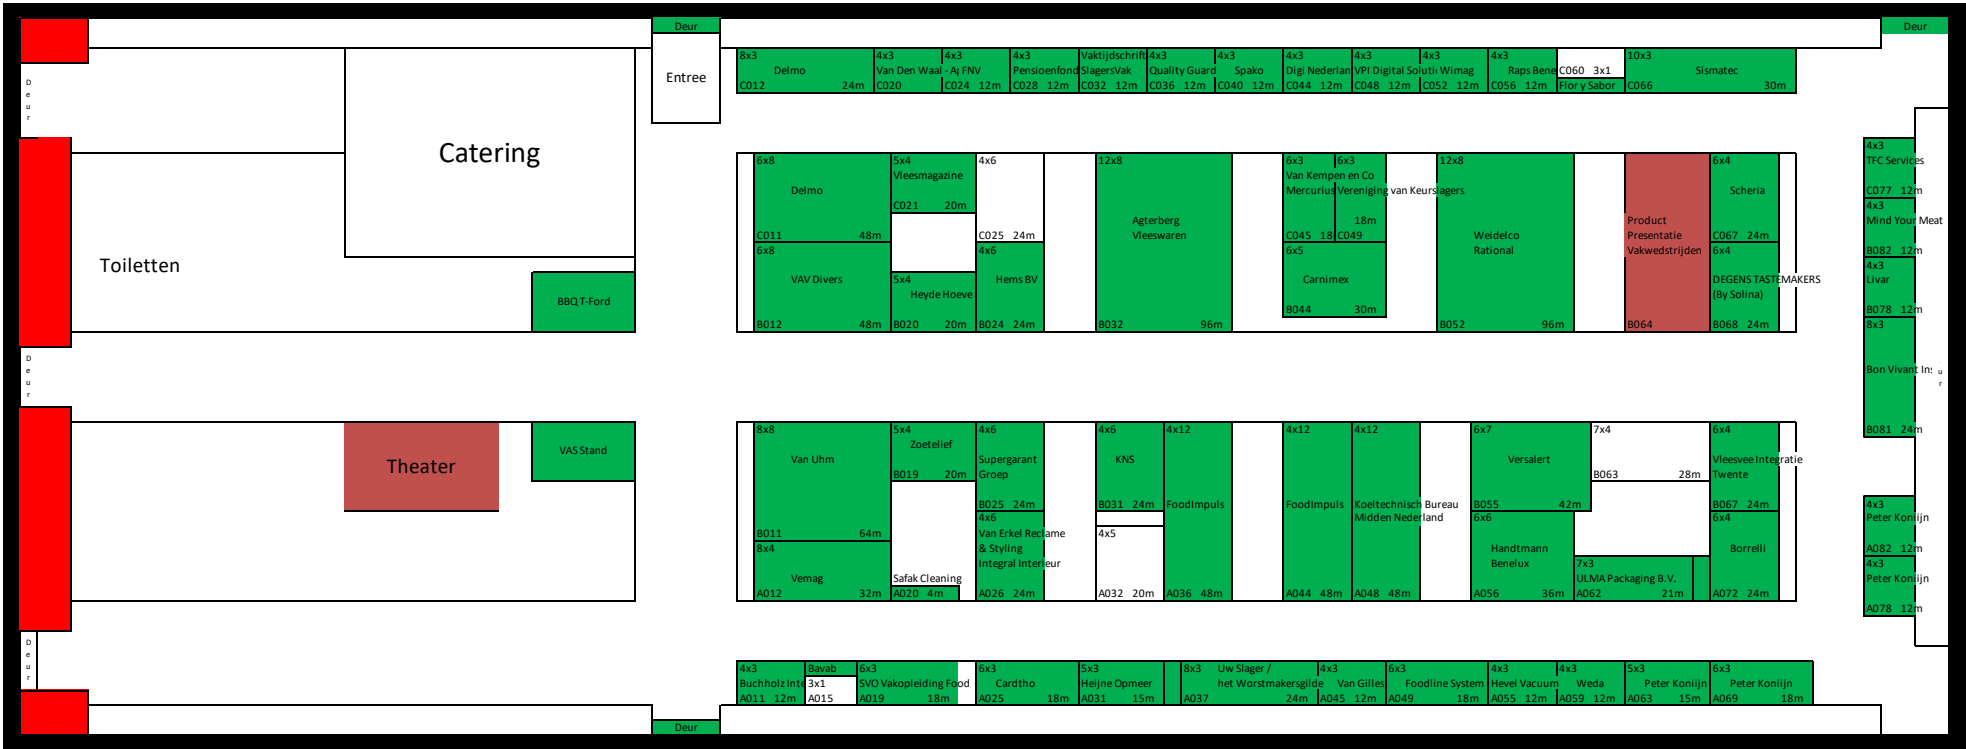 Deur
Deur
Entree
D
e
u
r
8x3
Delmo
C012 24m
4x3
Van Den Waal - Ag
C020
4x3
FNV
C024 12m
4x3
Pensioenfond
C028 12m
Vaktijdschrift
SlagersVak
C032 12m
4x3
Quality Guard
C036 12m
4x3
Spako
C040 12m
4x3
Digi Nederlan
C044 12m
4x3
VPI Digital Soluti
C048 12m
4x3
Wimag
C052 12m
4x3
Raps Bene
C056 12m
C060 3x1
Flor y Sabor
10x3
Sismatec
C066 30m
Catering
Toiletten
BBQ T-Ford
6x8
Delmo
C011 48m
5x4
Vleesmagazine
C021 20m
4x6
C025 24m
6x8
VAV Divers
B012 48m
5x4
Heyde Hoeve
B020 20m
4x6
Hems BV
B024 24m
12x8
Agterberg
Vleeswaren
B032 96m
6x3
Van Kempen en Co
Mercurius
C045 18
6x3
Vereniging van Keurslagers
18m
C049
6x5
Carnimex
B044 30m
12x8
Weidelco
Rational
B052 96m
Product
Presentatie
Vakwedstrijden
B064
6x4
Scheria
C067 24m
6x4
DEGENS TASTEMAKERS
(By Solina)
B068 24m
4x3
TFC Services
C077 12m
4x3
Mind Your Meat
B082 12m
4x3
Livar
B078 12m
8x3
Bon Vivant Ins
B081 24m
u
r
D
e
u
r
Theater
VAS Stand
8x8
Van Uhm
B011 64m
5x4
Zoetelief
B019 20m
4x6
Supergarant
Groep
B025 24m
8x4
Vemag
A012 32m
Safak Cleaning
A020 4m
4x6
Van Erkel Reclame
& Styling
Integral Interieur
A026 24m
4x6
KNS
B031 24m
4x5
A032 20m
4x12
FoodImpuls
A036 48m
4x12
FoodImpuls
A044 48m
4x12
Koeltechnisch Bureau
Midden Nederland
A048 48m
6x7
Versalert
B055 42m
7x4
B063 28m
6x6
Handtmann
Benelux
A056 36m
7x3
ULMA Packaging B.V.
A062 21m
6x4
Vleesvee Integratie
Twente
B067 24m
6x4
Borrelli
A072 24m
4x3
Peter Koniijn
A082 12m
4x3
Peter Koniijn
A078 12m
D
e
u
r
4x3
Buchholz Inte
A011 12m
Bavab
3x1
A015
6x3
SVO Vakopleiding Food
A019 18m
6x3
Cardtho
A025 18m
5x3
Heijne Opmeer
A031 15m
8x3 Uw Slager /
het Worstmakersgilde
A037 24m
4x3
Van Gilles
A045 12m
6x3
Foodline System
A049 18m
4x3
Hevel Vacuum
A055 12m
4x3
Weda
A059 12m
5x3
Peter Koniijn
A063 15m
6x3
Peter Koniijn
A069 18m
Deur